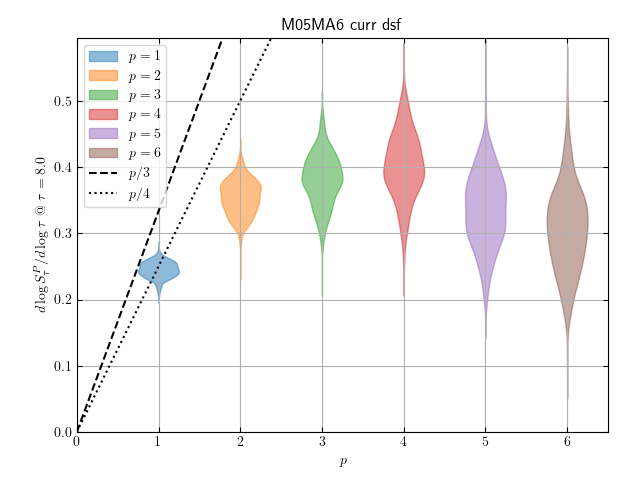 M05MA6 curr dsf
p = 1
p = 2
p = 3
p = 4
p = 5
p = 6
p/3
p/4
d log S_τ^P / d log τ @ τ = 8.0
0.5
0.4
0.3
0.2
0.1
0.0
0 1 2 3 4 5 6
p